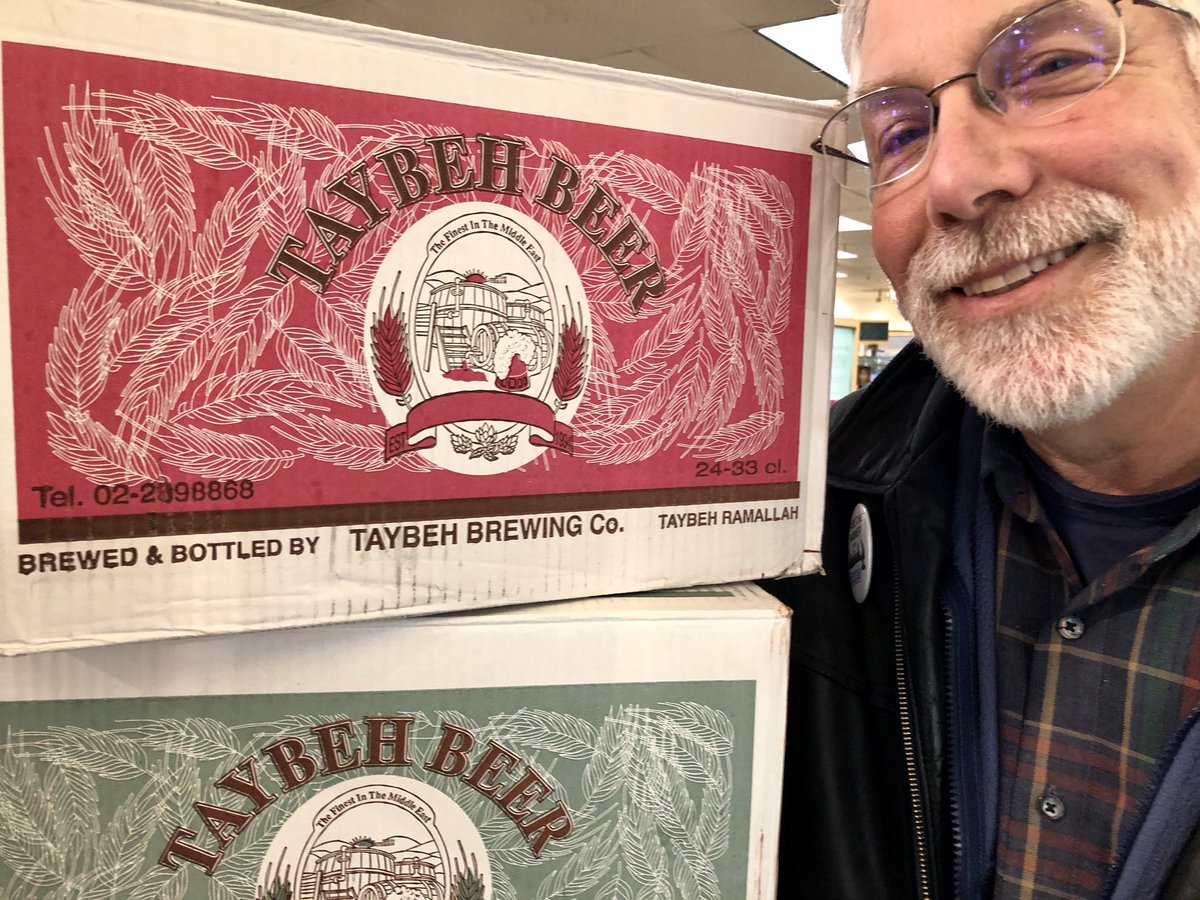 TAYBEH BEER
The Finest In The Middle East
EST 1994
Tel. 02-2898868
24-33 cl.
BREWED & BOTTLED BY TAYBEH BREWING Co. TAYBEH RAMALLAH
TAYBEH BEER
The Finest In The Middle East